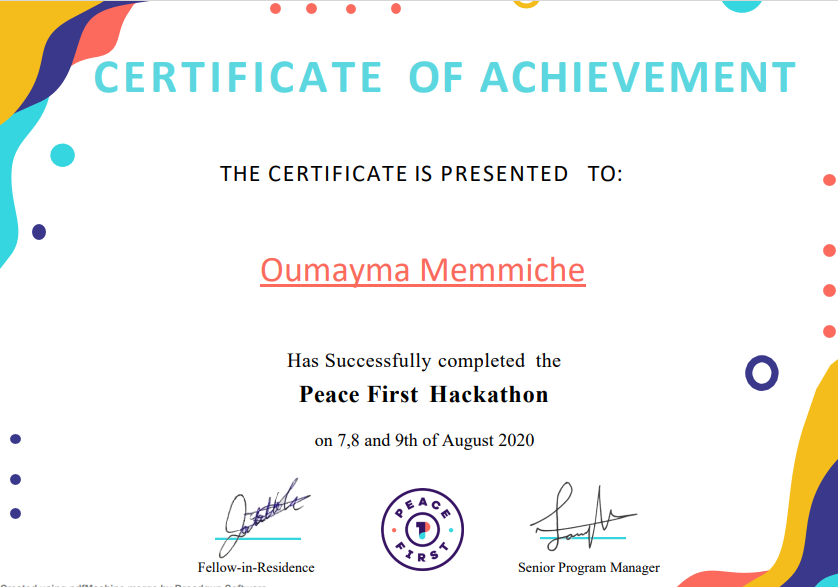 CERTIFICATE OF ACHIEVEMENT
THE CERTIFICATE IS PRESENTED TO:
Oumayma Memmiche
Has Successfully completed the
Peace First Hackathon
on 7,8 and 9th of August 2020
PEACE
FIRST
Fellow-in-Residence
Senior Program Manager